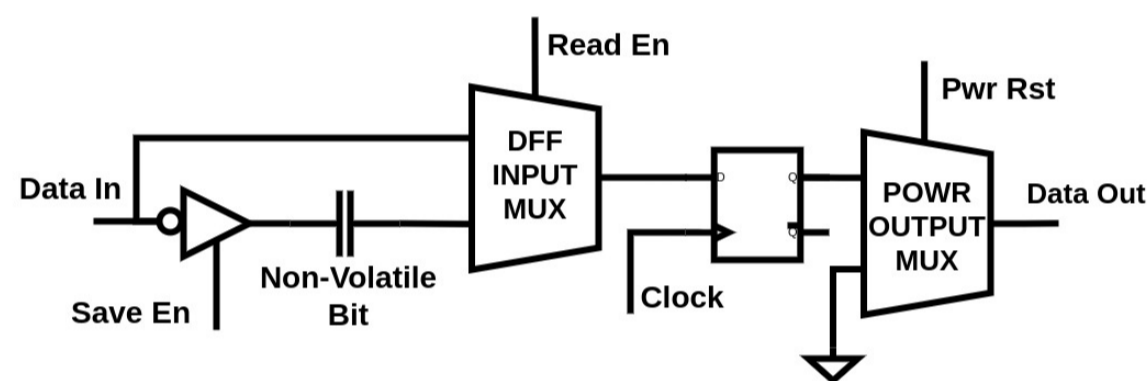 Read En
Pwr Rst
DFF
INPUT
MUX
Data In
D
Q
POWR
OUTPUT
MUX
Data Out
Q
Non-Volatile
Bit
Save En
Clock